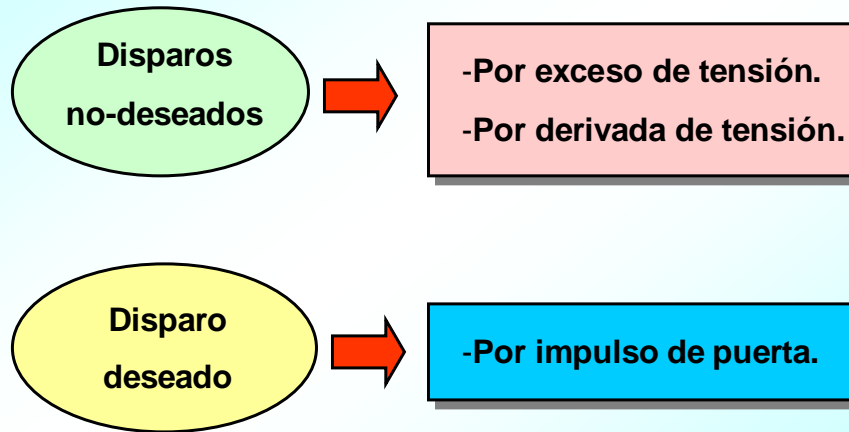 Disparos
no-deseados
-Por exceso de tensión.
-Por derivada de tensión.
Disparo
deseado
-Por impulso de puerta.